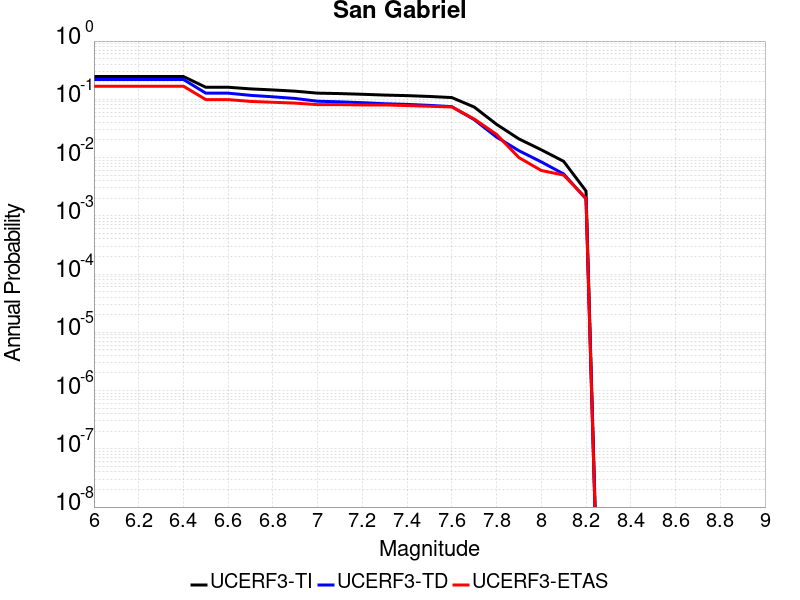 San Gabriel
Annual Probability
10^0
10^-1
10^-2
10^-3
10^-4
10^-5
10^-6
10^-7
10^-8
6 6.2 6.4 6.6 6.8 7 7.2 7.4 7.6 7.8 8 8.2 8.4 8.6 8.8 9
Magnitude
UCERF3-TI UCERF3-TD UCERF3-ETAS